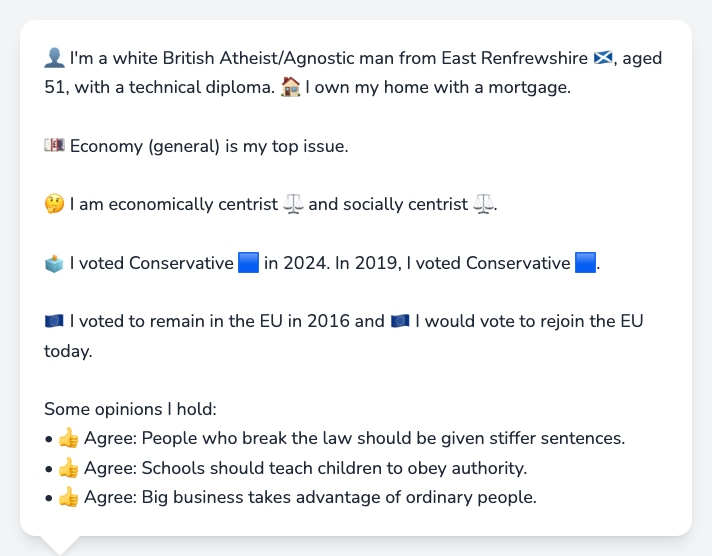 👤 I'm a white British Atheist/Agnostic man from East Renfrewshire 🏴󠁧󠁢󠁳󠁣󠁴󠁿, aged
51, with a technical diploma. 🏠 I own my home with a mortgage.
💷 Economy (general) is my top issue.
🤔 I am economically centrist ⚖️ and socially centrist ⚖️.
🗳️ I voted Conservative 🟦 in 2024. In 2019, I voted Conservative 🟦.
🇪🇺 I voted to remain in the EU in 2016 and 🇪🇺 I would vote to rejoin the EU
today.
Some opinions I hold:
• 👍 Agree: People who break the law should be given stiffer sentences.
• 👍 Agree: Schools should teach children to obey authority.
• 👍 Agree: Big business takes advantage of ordinary people.